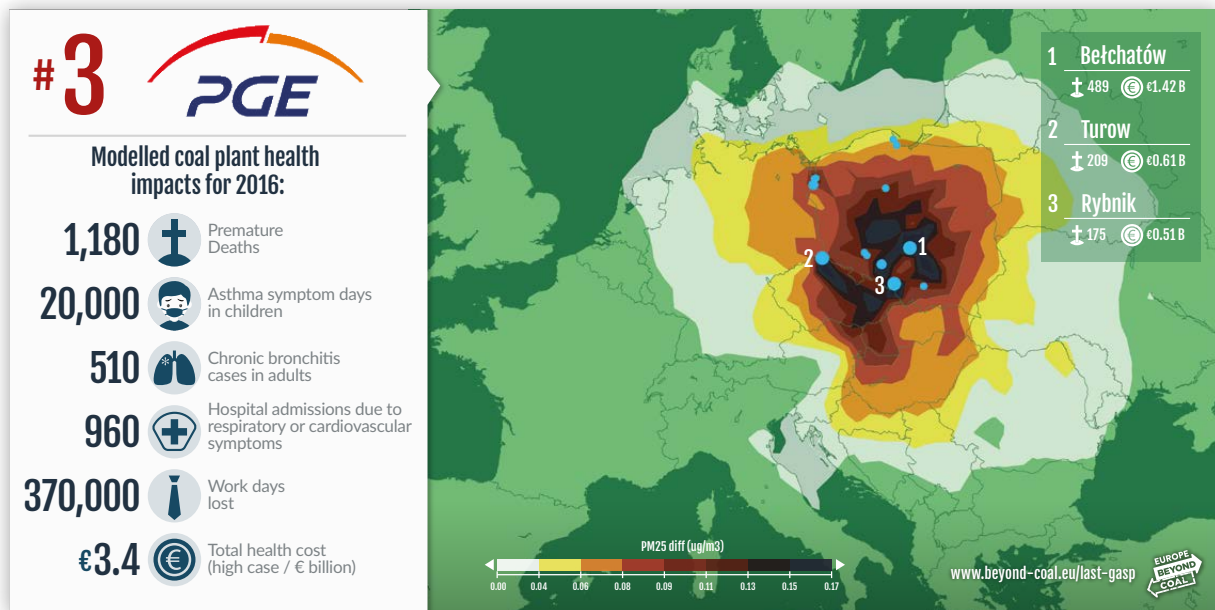 #3
PGE
Modelled coal plant health
impacts for 2016:
1,180
Premature
Deaths
20,000
Asthma symptom days
in children
510
Chronic bronchitis
cases in adults
960
Hospital admissions due to
respiratory or cardiovascular
symptoms
370,000
Work days
lost
€3.4
€
Total health cost
(high case / € billion)
1 Bełchatów
489 € €1.42 B
2 Turow
209 € €0.61 B
3 Rybnik
175 € €0.51 B
1
2
3
PM25 diff (ug/m3)
0.00 0.04 0.06 0.08 0.09 0.11 0.13 0.15 0.17
www.beyond-coal.eu/last-gasp
EUROPE
BEYOND
COAL